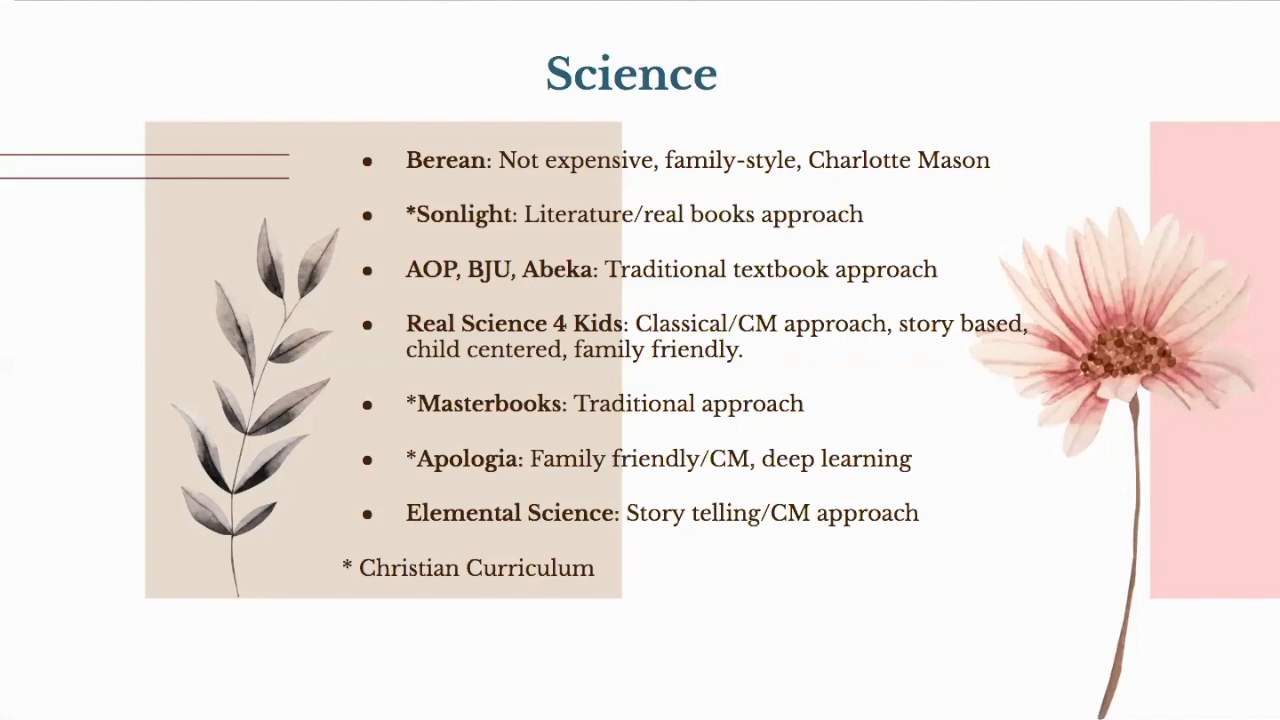 Science
● Berean: Not expensive, family-style, Charlotte Mason
● *Sonlight: Literature/real books approach
● AOP, BJU, Abeka: Traditional textbook approach
● Real Science 4 Kids: Classical/CM approach, story based,
child centered, family friendly.
● *Masterbooks: Traditional approach
● *Apologia: Family friendly/CM, deep learning
● Elemental Science: Story telling/CM approach
* Christian Curriculum